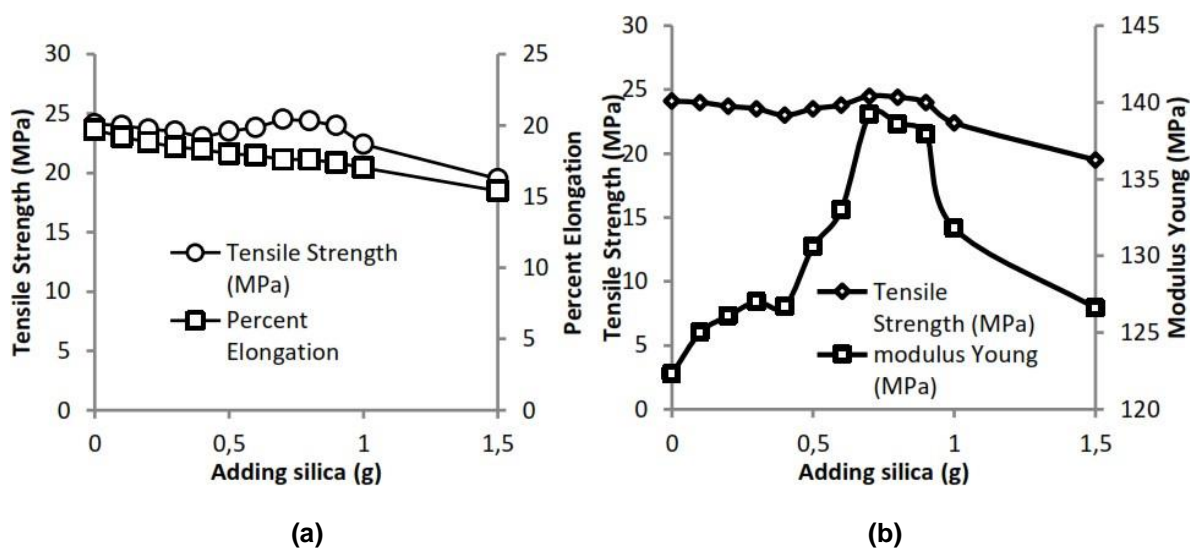 30
25
20
15
10
5
0
Tensile Strength (MPa)
25
20
15
10
5
0
Percent Elongation
Tensile Strength
(MPa)
Percent
Elongation
0
0,5
1
1,5
Adding silica (g)
(a)
30
25
20
15
10
5
0
Tensile Strength (MPa)
145
140
135
130
125
120
Modulus Young (MPa)
Tensile
Strength (MPa)
modulus Young
(MPa)
0
0,5
1
1,5
Adding silica (g)
(b)